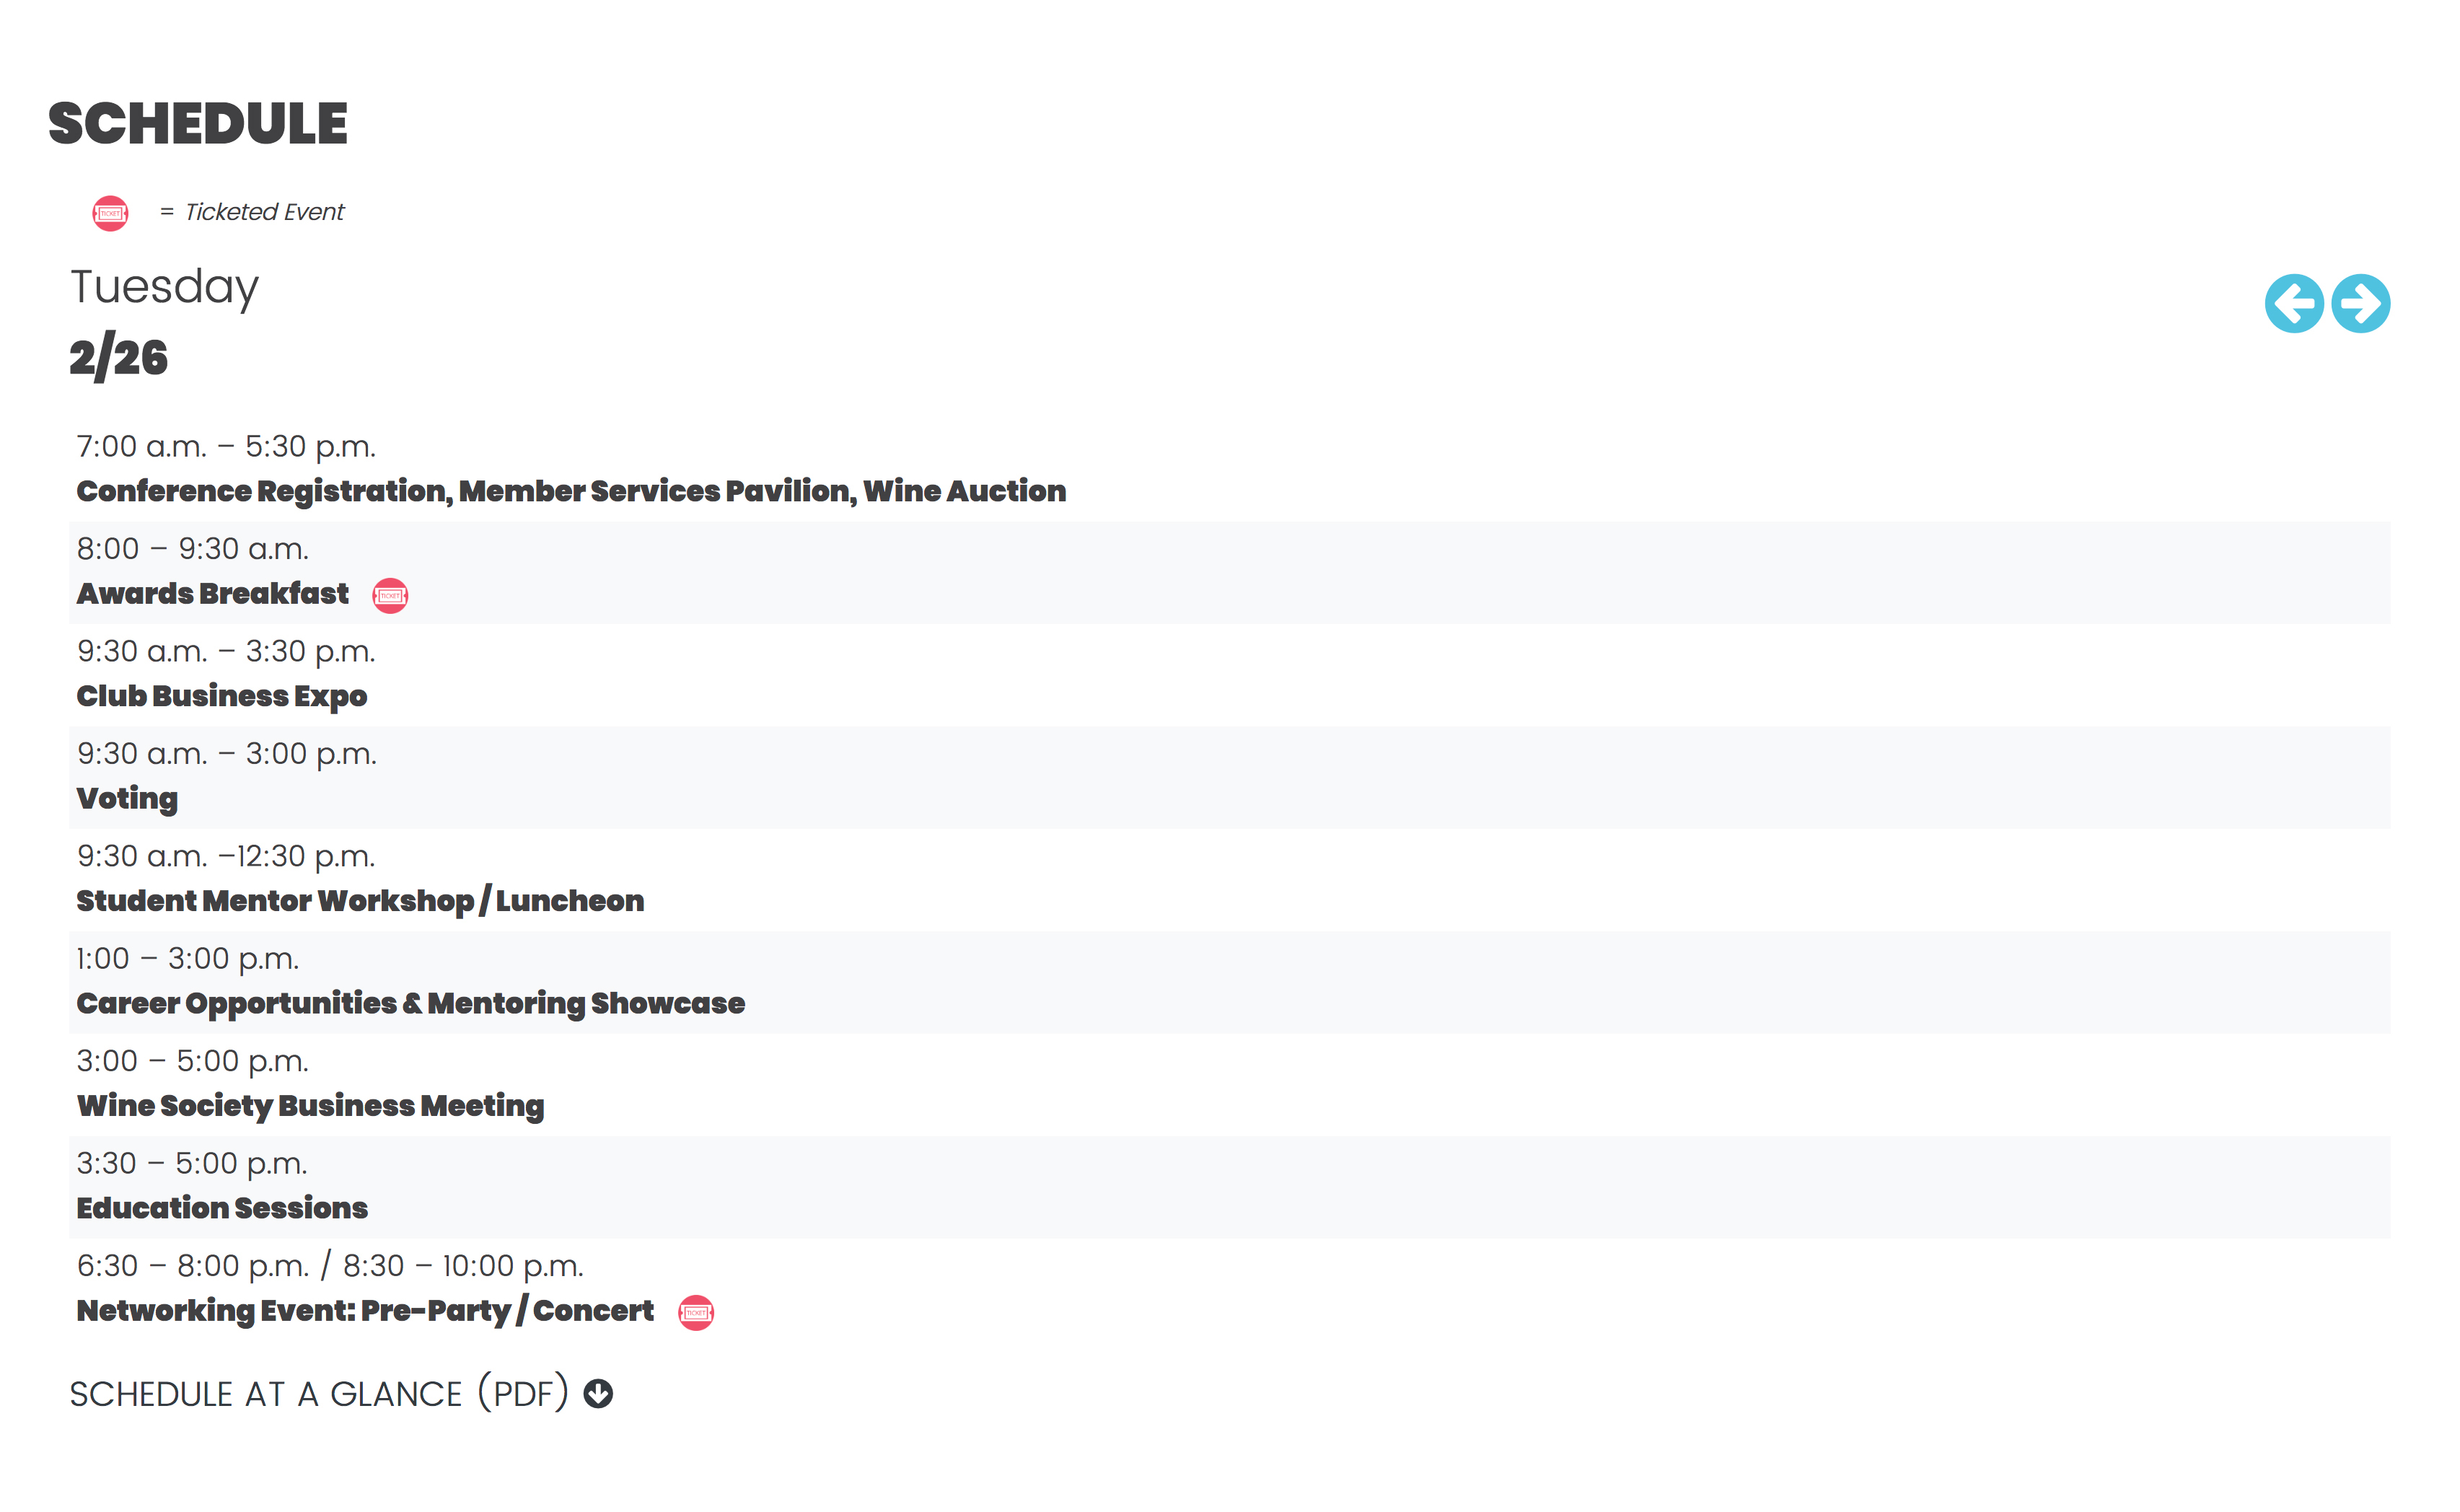 SCHEDULE
TICKET = Ticketed Event
Tuesday
2/26
7:00 a.m. – 5:30 p.m.
Conference Registration, Member Services Pavilion, Wine Auction
8:00 – 9:30 a.m.
Awards Breakfast TICKET
9:30 a.m. – 3:30 p.m.
Club Business Expo
9:30 a.m. – 3:00 p.m.
Voting
9:30 a.m. –12:30 p.m.
Student Mentor Workshop / Luncheon
1:00 – 3:00 p.m.
Career Opportunities & Mentoring Showcase
3:00 – 5:00 p.m.
Wine Society Business Meeting
3:30 – 5:00 p.m.
Education Sessions
6:30 – 8:00 p.m. / 8:30 – 10:00 p.m.
Networking Event: Pre-Party / Concert TICKET
SCHEDULE AT A GLANCE (PDF)